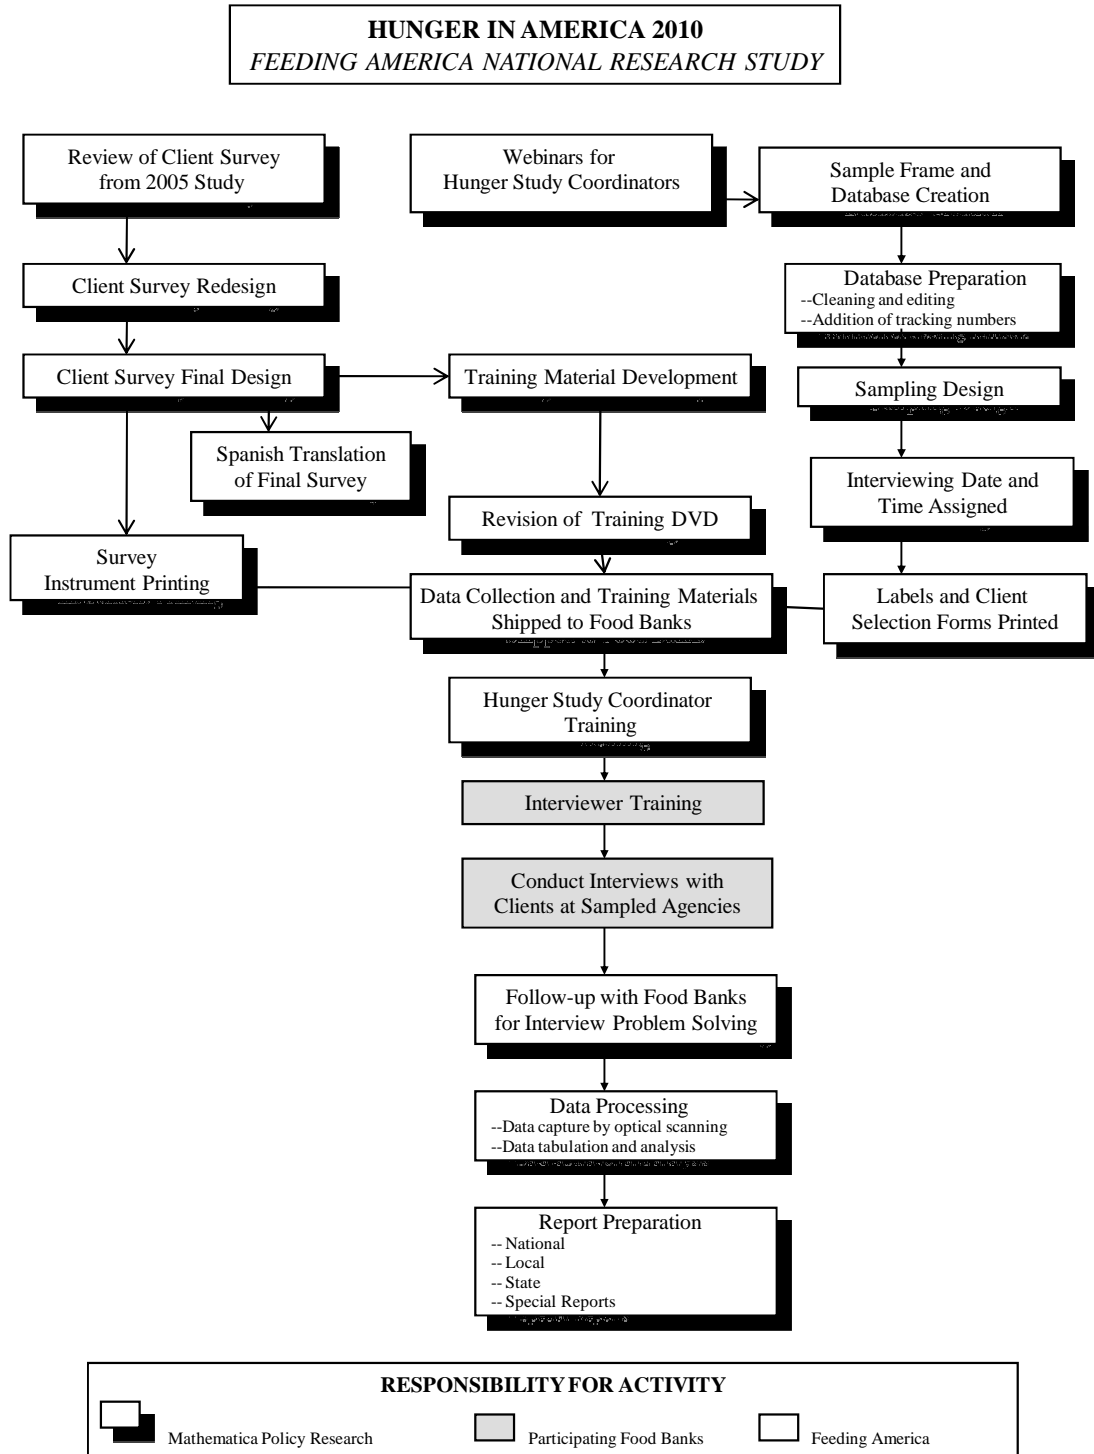 HUNGER IN AMERICA 2010
FEEDING AMERICA NATIONAL RESEARCH STUDY
Review of Client Survey
from 2005 Study
Webinars for
Hunger Study Coordinators
Sample Frame and
Database Creation
Client Survey Redesign
Database Preparation
--Cleaning and editing
--Addition of tracking numbers
Client Survey Final Design
Training Material Development
Sampling Design
Spanish Translation
of Final Survey
Interviewing Date and
Time Assigned
Revision of Training DVD
Survey
Instrument Printing
Data Collection and Training Materials
Shipped to Food Banks
Labels and Client
Selection Forms Printed
Hunger Study Coordinator
Training
Interviewer Training
Conduct Interviews with
Clients at Sampled Agencies
Follow-up with Food Banks
for Interview Problem Solving
Data Processing
--Data capture by optical scanning
--Data tabulation and analysis
Report Preparation
-- National
-- Local
-- State
-- Special Reports
RESPONSIBILITY FOR ACTIVITY
Mathematica Policy Research
Participating Food Banks
Feeding America